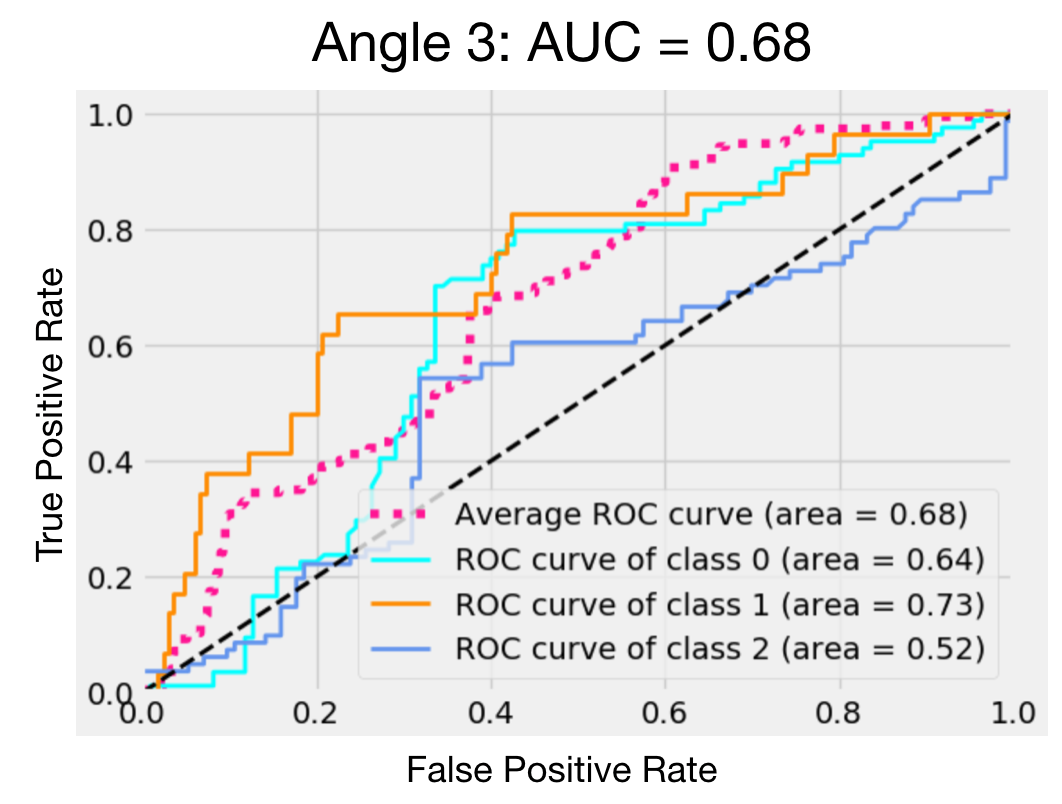 Angle 3: AUC = 0.68
1.0
0.8
0.6
0.4
0.2
0.0
True Positive Rate
Average ROC curve (area = 0.68)
ROC curve of class 0 (area = 0.64)
ROC curve of class 1 (area = 0.73)
ROC curve of class 2 (area = 0.52)
0.0 0.2 0.4 0.6 0.8 1.0
False Positive Rate